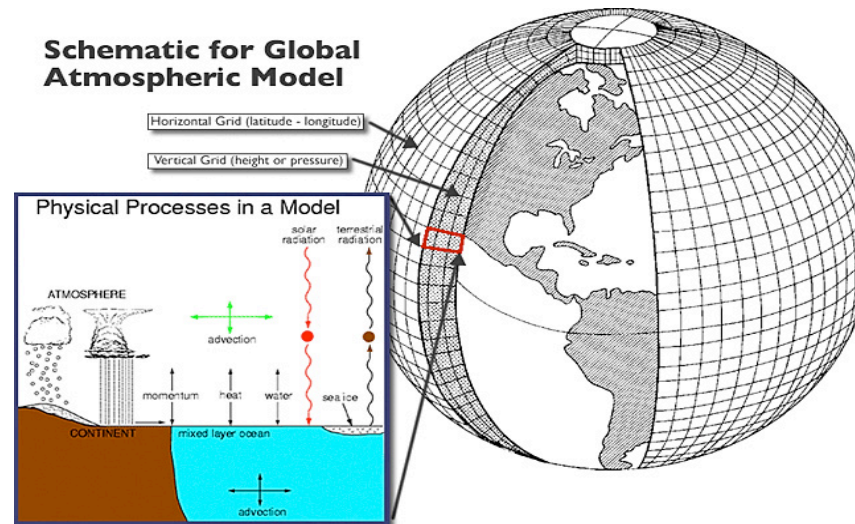 Schematic for Global
Atmospheric Model
Horizontal Grid (latitude - longitude)
Vertical Grid (height or pressure)
Physical Processes in a Model
solar
radiation
terrestrial
radiation
ATMOSPHERE
advection
momentum
heat
water
sea ice
CONTINENT
mixed layer ocean
advection